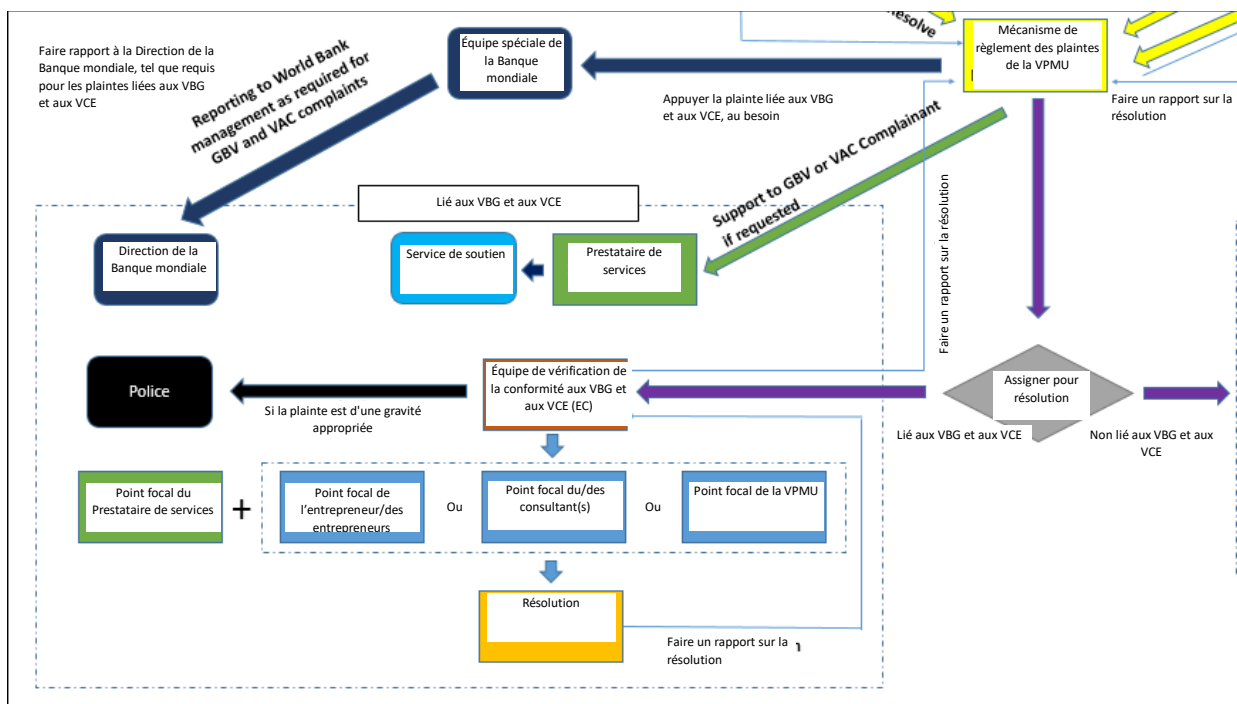 Faire rapport à la Direction de la
Banque mondiale, tel que requis
pour les plaintes liées aux VBG
et aux VCE
Reporting to World Bank
management as required for
GBV and VAC complaints
Équipe spéciale de
la Banque
mondiale
Appuyer la plainte liée aux VBG
et aux VCE, au besoin
Resolve
Mécanisme de
règlement des plaintes
de la VPMU
Faire un rapport sur la
résolution
Support to GBV or VAC Complainant
if requested
Faire un rapport sur la résolution
Lié aux VBG et aux VCE
Direction de la
Banque mondiale
Service de soutien
Prestataire de
services
Police
Si la plainte est d'une gravité
appropriée
Équipe de vérification de
la conformité aux VBG et
aux VCE (EC)
Assigner pour
résolution
Lié aux VBG et aux VCE
Non lié aux VBG et aux
VCE
Point focal du
Prestataire de services
+
Point focal de
l'entrepreneur/des
entrepreneurs
Ou
Point focal du/des
consultant(s)
Ou
Point focal de la VPMU
Résolution
Faire un rapport sur la
résolution